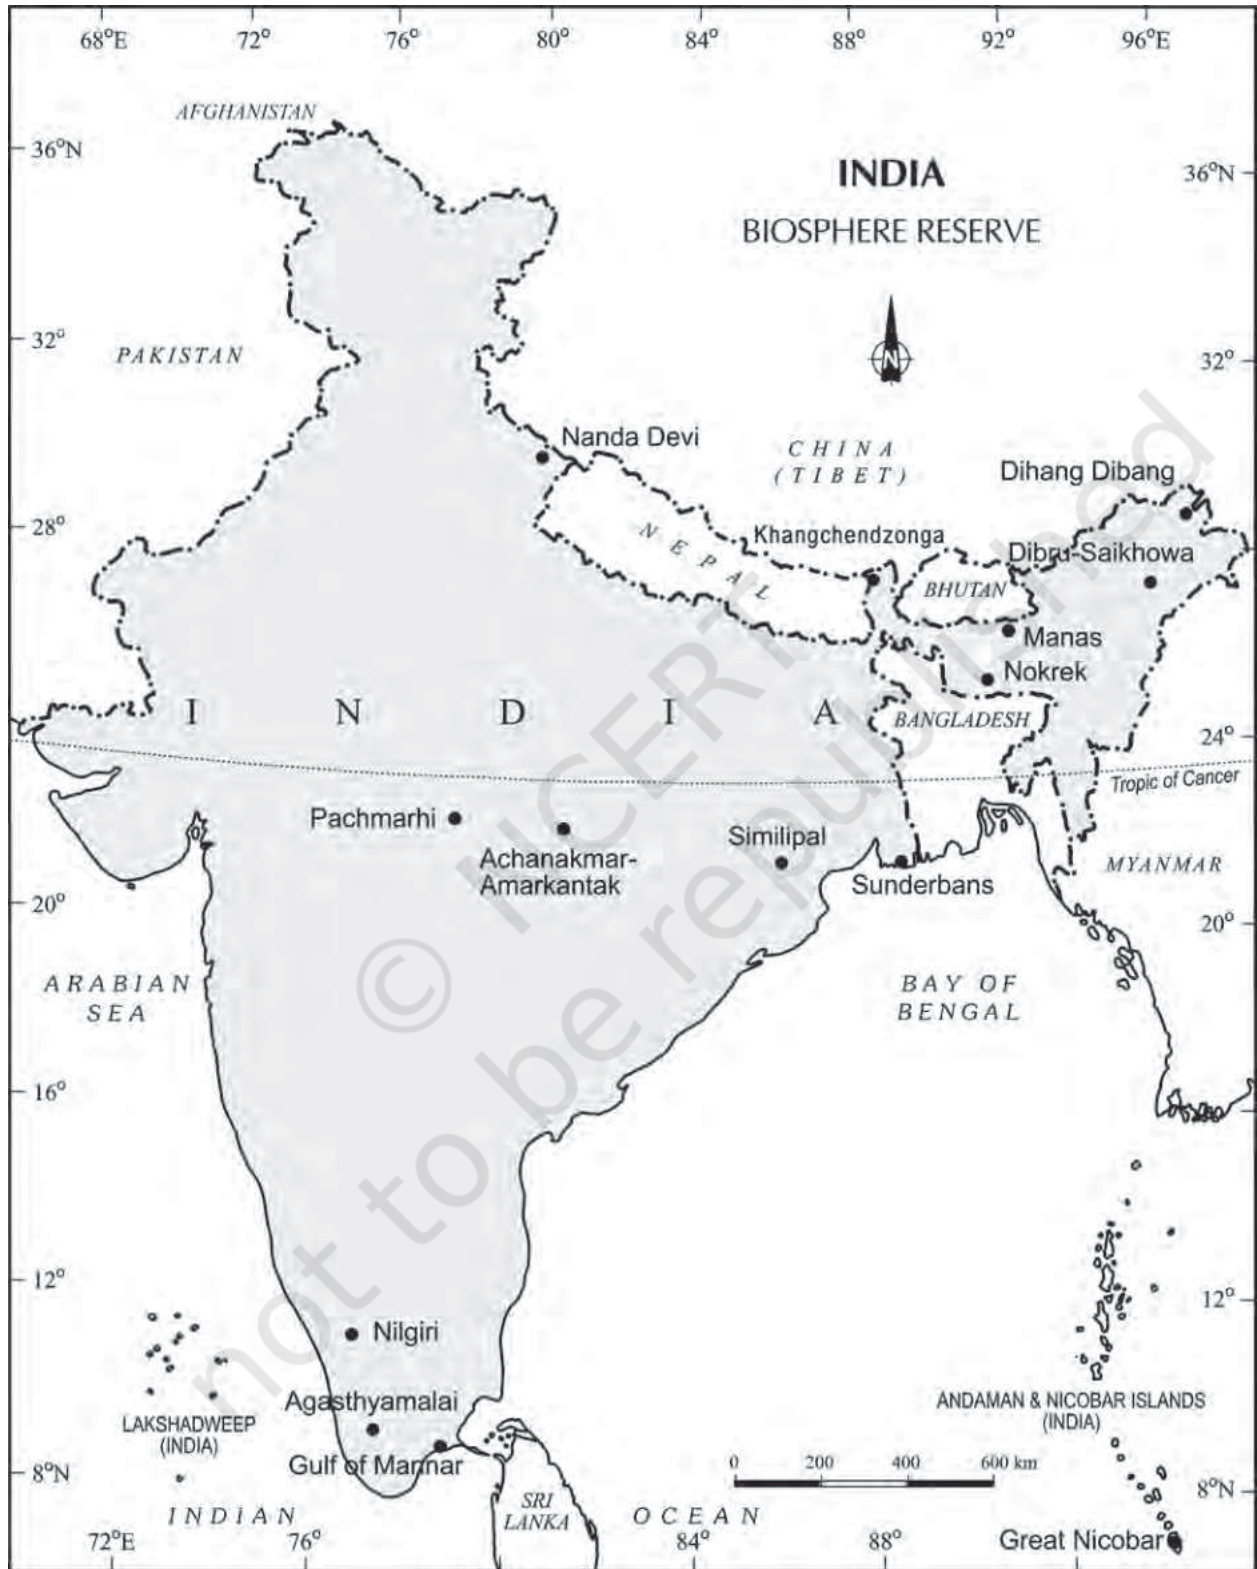 68°E 72° 76° 80° 84° 88° 92° 96°E
AFGHANISTAN
36°N
INDIA
36°N
BIOSPHERE RESERVE
N
32°
PAKISTAN
32°
Nanda Devi
CHINA
(TIBET)
Dihang Dibang
28°
NEPAL
Khangchendzonga
Dibru-Saikhowa
BHUTAN
Manas
Nokrek
INDIA
BANGLADESH
24°
Tropic of Cancer
Pachmarhi
Achanakmar-
Amarkantak
Similipal
Sunderbans
MYANMAR
20°
20°
ARABIAN
SEA
BAY OF
BENGAL
16°
12°
12°
Nilgiri
Agasthyamalai
LAKSHADWEEP
(INDIA)
Gulf of Mannar
ANDAMAN & NICOBAR ISLANDS
(INDIA)
0 200 400 600 km
8°N
8°N
SRI
LANKA
INDIAN OCEAN
Great Nicobar
72° 76° 84° 88°
© NCERT
not to be republished